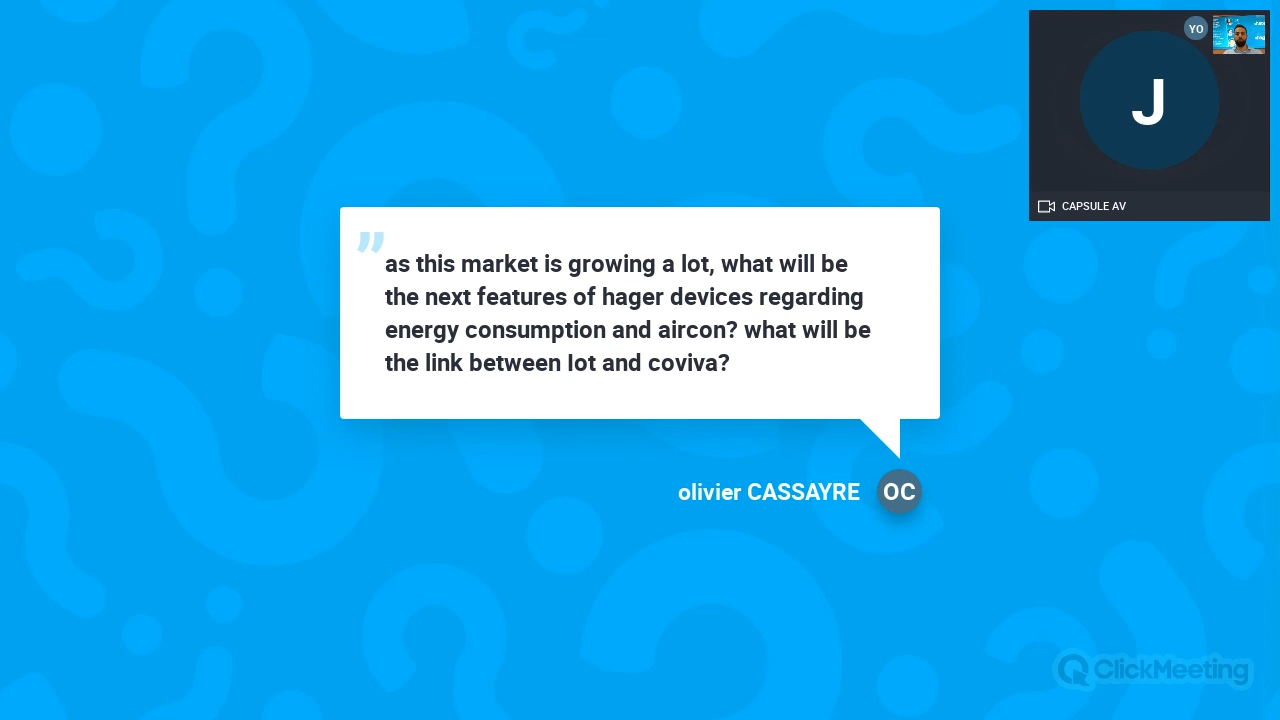 YO
J
CAPSULE AV
as this market is growing a lot, what will be
the next features of hager devices regarding
energy consumption and aircon? what will be
the link between Iot and coviva?
olivier CASSAYRE
OC
ClickMeeting